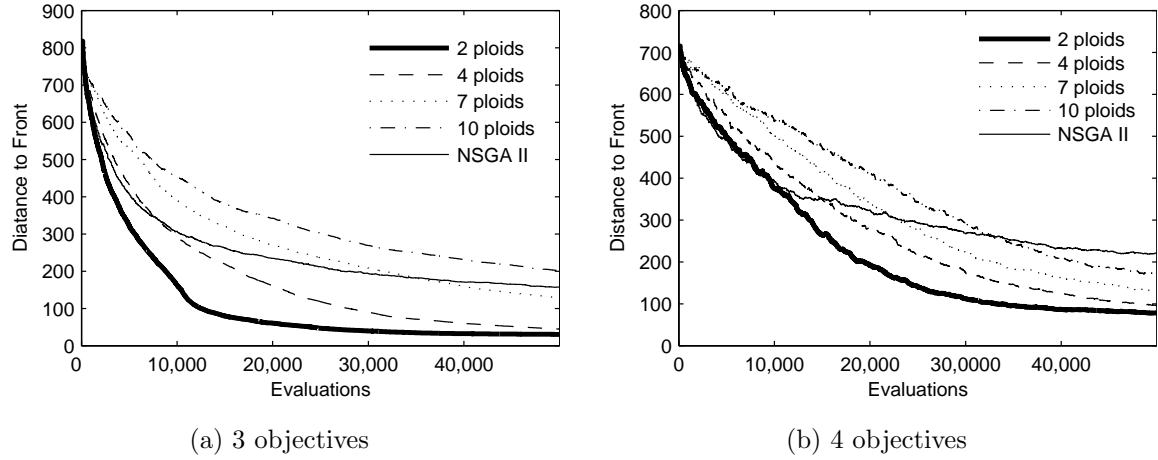 800
900
700
600
500
400
300
200
100
0
Diatance to Front
2 ploids
4 ploids
7 ploids
10 ploids
NSGA II
0
10,000
20,000
30,000
40,000
Evaluations
(a) 3 objectives
800
700
600
500
400
300
200
100
0
Distance to Front
2 ploids
4 ploids
7 ploids
10 ploids
NSGA II
0
10,000
20,000
30,0000
40,000
Evaluations
(b) 4 objectives